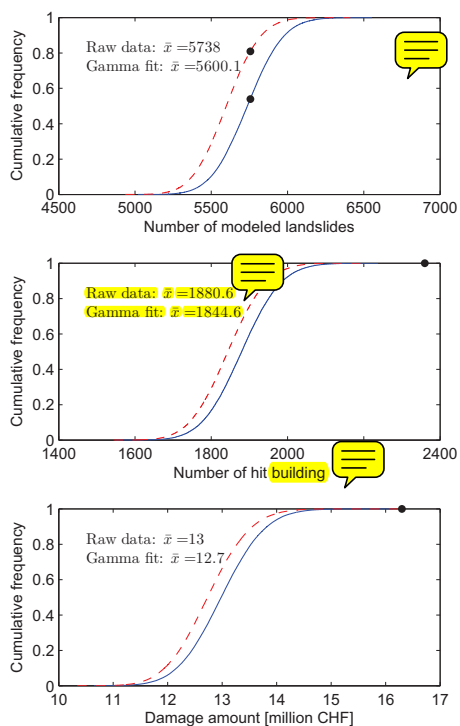 1
0.8
0.6
0.4
0.2
0
Cumulative frequency
Raw data: x̄ =5738
Gamma fit: x̄ =5600.1
4500 5000 5500 6000 6500 7000
Number of modeled landslides
1
0.8
0.6
0.4
0.2
0
Cumulative frequency
Raw data: x̄ =1880.6
Gamma fit: x̄ =1844.6
1400 1600 1800 2000 2400
Number of hit building
1
0.8
0.6
0.4
0.2
0
Cumulative frequency
Raw data: x̄ =13
Gamma fit: x̄ =12.7
10 11 12 13 14 15 16 17
Damage amount [million CHF]